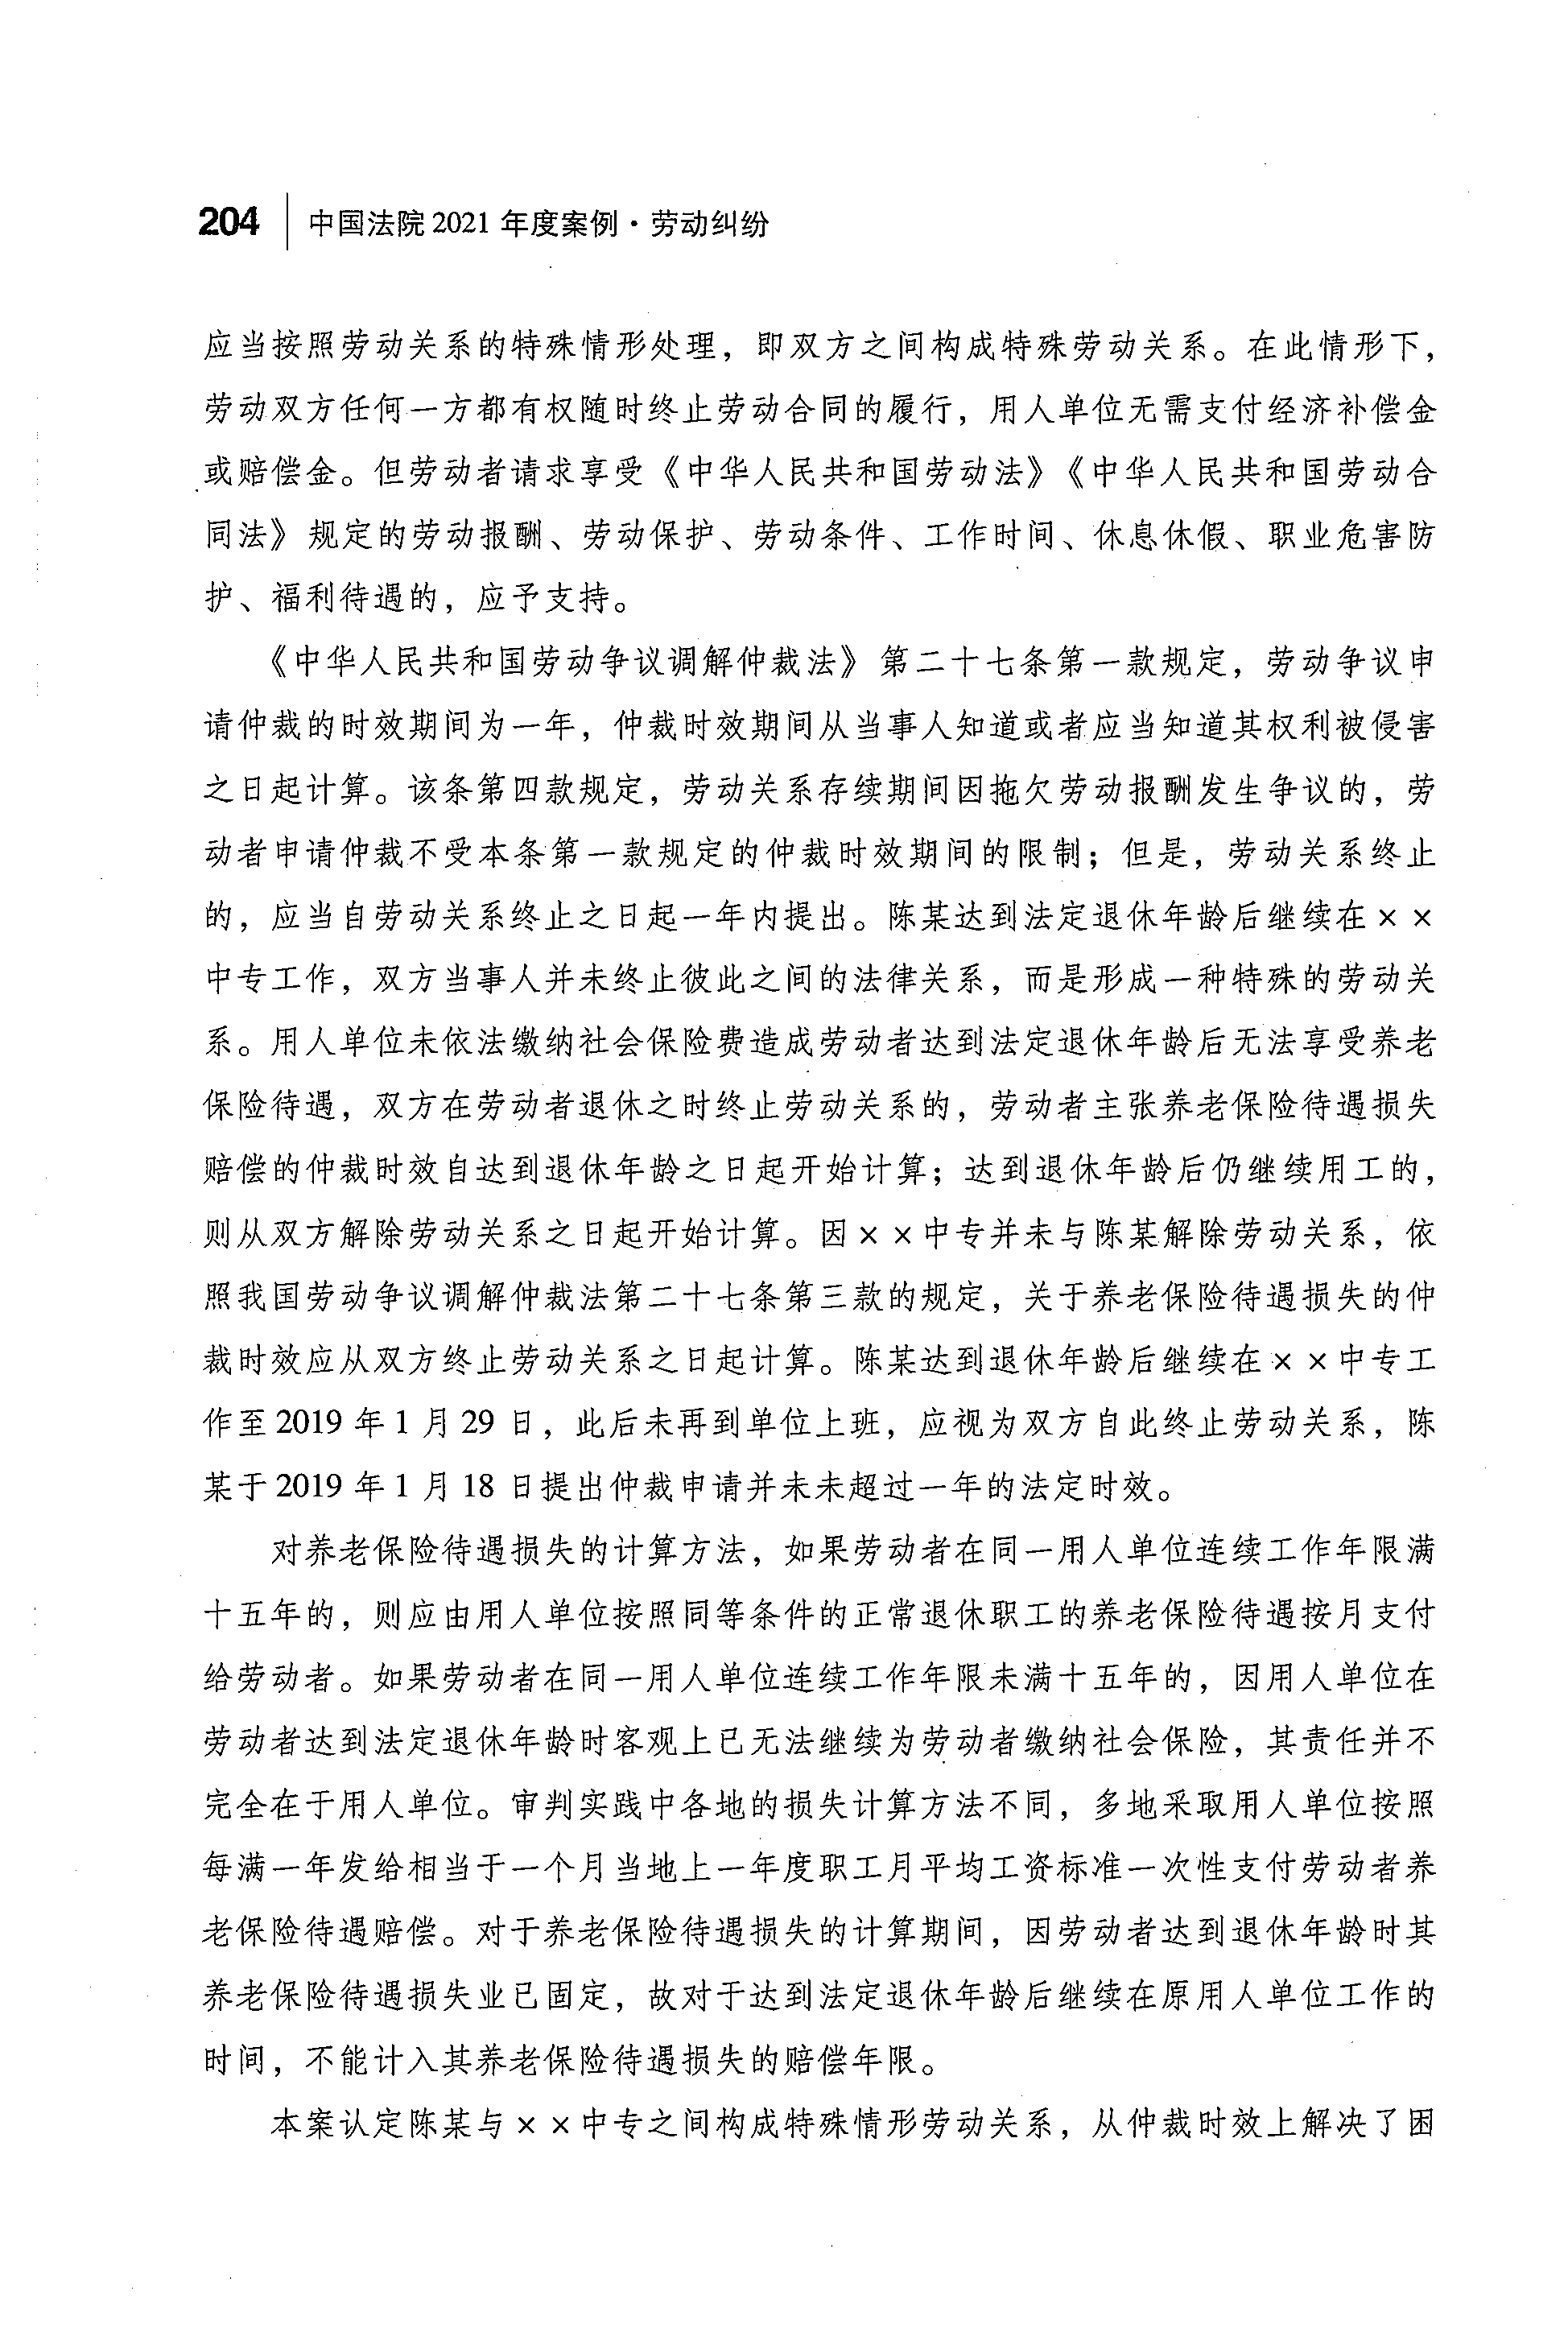 204 中国法院 2021 年度案例·劳动纠纷
应当按照劳动关系的特殊情形处理，即双方之间构成特殊劳动关系。在此情形下，
劳动双方任何一方都有权随时终止劳动合同的履行，用人单位无需支付经济补偿金
或赔偿金。但劳动者请求享受《中华人民共和国劳动法》《中华人民共和国劳动合
同法》规定的劳动报酬、劳动保护、劳动条件、工作时间、休息休假、职业危害防
护、福利待遇的，应予支持。
《中华人民共和国劳动争议调解仲裁法》第二十七条第一款规定，劳动争议申
请仲裁的时效期间为一年，仲裁时效期间从当事人知道或者应当知道其权利被侵害
之日起计算。该条第四款规定，劳动关系存续期间因拖欠劳动报酬发生争议的，劳
动者申请仲裁不受本条第一款规定的仲裁时效期间的限制；但是，劳动关系终止
的，应当自劳动关系终止之日起一年内提出。陈某达到法定退休年龄后继续在××
中专工作，双方当事人并未终止彼此之间的法律关系，而是形成一种特殊的劳动关
系。用人单位未依法缴纳社会保险费造成劳动者达到法定退休年龄后无法享受养老
保险待遇，双方在劳动者退休之时终止劳动关系的，劳动者主张养老保险待遇损失
赔偿的仲裁时效自达到退休年龄之日起开始计算；达到退休年龄后仍继续用工的，
则从双方解除劳动关系之日起开始计算。因××中专并未与陈某解除劳动关系，依
照我国劳动争议调解仲裁法第二十七条第三款的规定，关于养老保险待遇损失的仲
裁时效应从双方终止劳动关系之日起计算。陈某达到退休年龄后继续在××中专工
作至 2019 年 1 月 29 日，此后未再到单位上班，应视为双方自此终止劳动关系，陈
某于 2019 年 1 月 18 日提出仲裁申请并未未超过一年的法定时效。
对养老保险待遇损失的计算方法，如果劳动者在同一用人单位连续工作年限满
十五年的，则应由用人单位按照同等条件的正常退休职工的养老保险待遇按月支付
给劳动者。如果劳动者在同一用人单位连续工作年限未满十五年的，因用人单位在
劳动者达到法定退休年龄时客观上已无法继续为劳动者缴纳社会保险，其责任并不
完全在于用人单位。审判实践中各地的损失计算方法不同，多地采取用人单位按照
每满一年发给相当于一个月当地上一年度职工月平均工资标准一次性支付劳动者养
老保险待遇赔偿。对于养老保险待遇损失的计算期间，因劳动者达到退休年龄时其
养老保险待遇损失业已固定，故对于达到法定退休年龄后继续在原用人单位工作的
时间，不能计入其养老保险待遇损失的赔偿年限。
本案认定陈某与××中专之间构成特殊情形劳动关系，从仲裁时效上解决了困